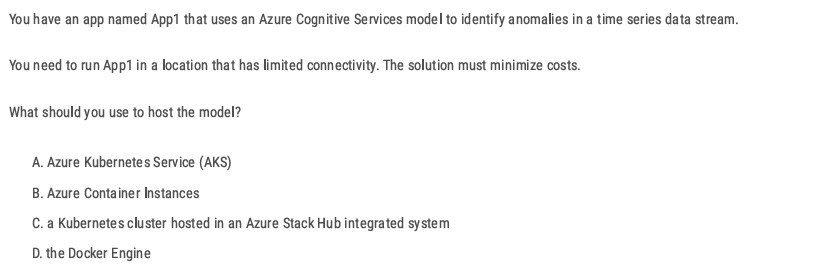 You have an app named App1 that uses an Azure Cognitive Services model to identify anomalies in a time series data stream.
You need to run App1 in a location that has limited connectivity. The solution must minimize costs.
What should you use to host the model?
A. Azure Kubernetes Service (AKS)
B. Azure Container Instances
C. a Kubernetes cluster hosted in an Azure Stack Hub integrated system
D. the Docker Engine